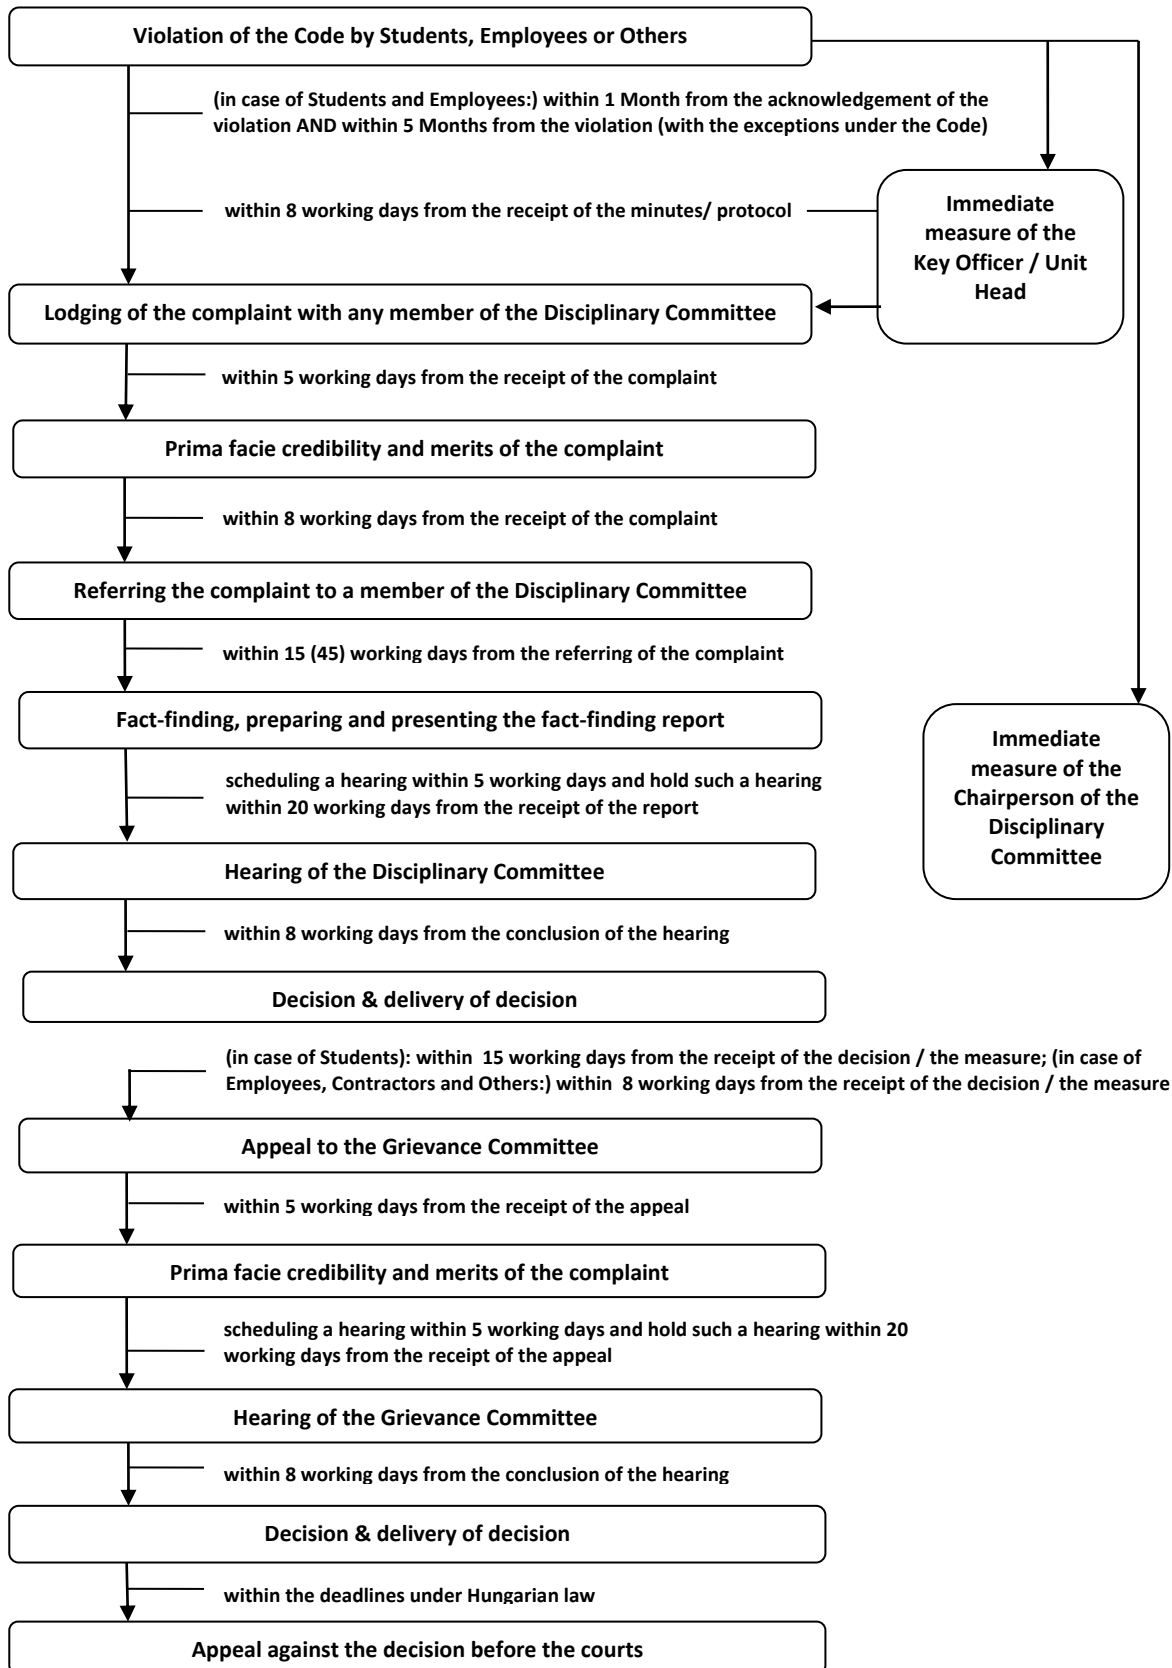 Violation of the Code by Students, Employees or Others
(in case of Students and Employees:) within 1 Month from the acknowledgement of the
violation AND within 5 Months from the violation (with the exceptions under the Code)
within 8 working days from the receipt of the minutes/ protocol
Immediate
measure of the
Key Officer / Unit
Head
Lodging of the complaint with any member of the Disciplinary Committee
within 5 working days from the receipt of the complaint
Prima facie credibility and merits of the complaint
within 8 working days from the receipt of the complaint
Referring the complaint to a member of the Disciplinary Committee
within 15 (45) working days from the referring of the complaint
Fact-finding, preparing and presenting the fact-finding report
Immediate
measure of the
Chairperson of the
Disciplinary
Committee
scheduling a hearing within 5 working days and hold such a hearing
within 20 working days from the receipt of the report
Hearing of the Disciplinary Committee
within 8 working days from the conclusion of the hearing
Decision & delivery of decision
(in case of Students): within 15 working days from the receipt of the decision / the measure; (in case of
Employees, Contractors and Others:) within 8 working days from the receipt of the decision / the measure
Appeal to the Grievance Committee
within 5 working days from the receipt of the appeal
Prima facie credibility and merits of the complaint
scheduling a hearing within 5 working days and hold such a hearing within 20
working days from the receipt of the appeal
Hearing of the Grievance Committee
within 8 working days from the conclusion of the hearing
Decision & delivery of decision
within the deadlines under Hungarian law
Appeal against the decision before the courts